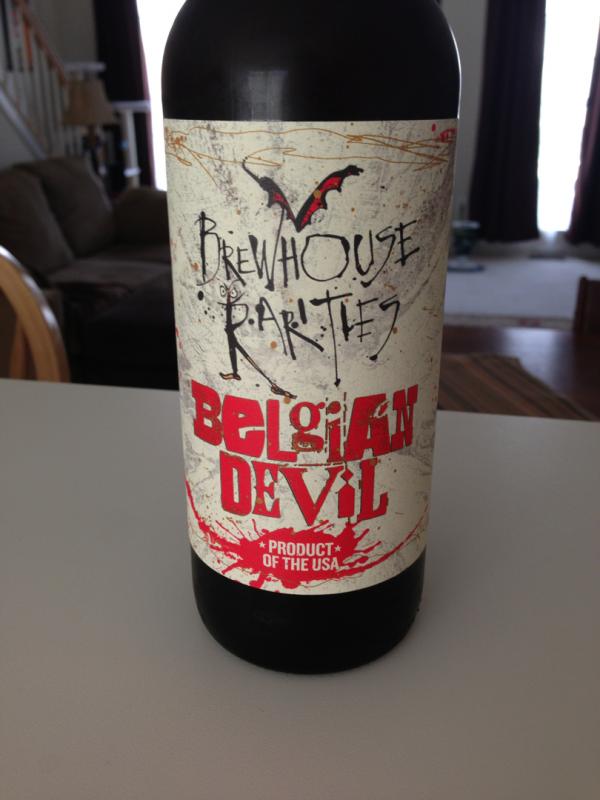 BREWHOUSE
RARITIES
BELgiAN
DEViL
PRODUCT
OF THE USA